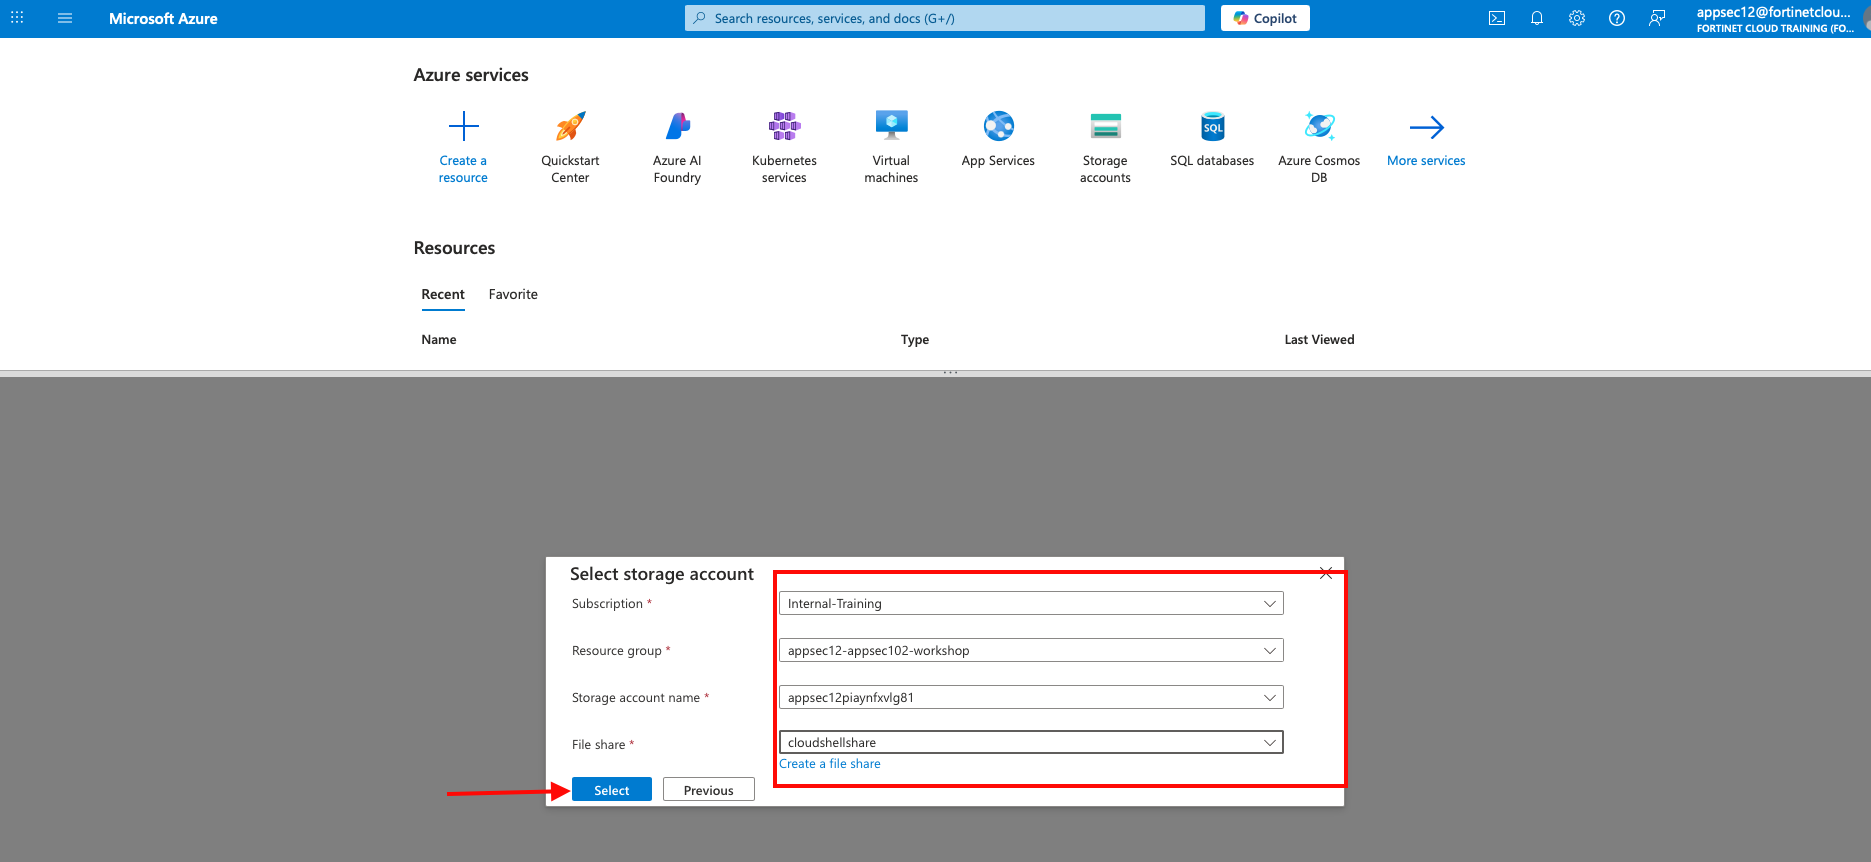 Microsoft Azure
Search resources, services, and docs (G+/)
Copilot
appsec12@fortinetclou...
FORTINET CLOUD TRAINING (FO...
Azure services
Create a resource
Quickstart Center
Azure AI Foundry
Kubernetes services
Virtual machines
App Services
Storage accounts
SQL
SQL databases
Azure Cosmos DB
More services
Resources
Recent
Favorite
Name
Type
Last Viewed
Select storage account
Subscription *
Internal-Training
Resource group *
appsec12-appsec102-workshop
Storage account name *
appsec12piaynfxvlg81
File share *
cloudshellshare
Create a file share
Select
Previous